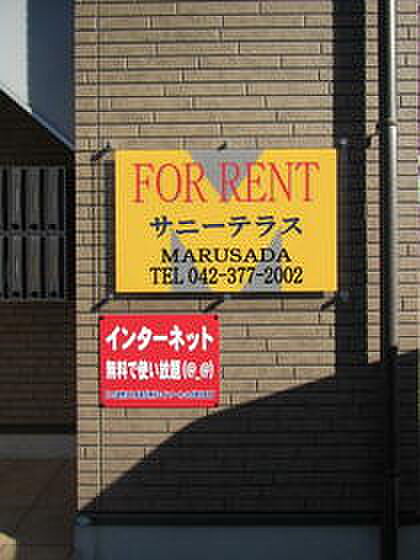 FOR RENT
サニーテラス
MARUSADA
TEL 042-377-2002
インターネット
無料で使い放題(@_@)